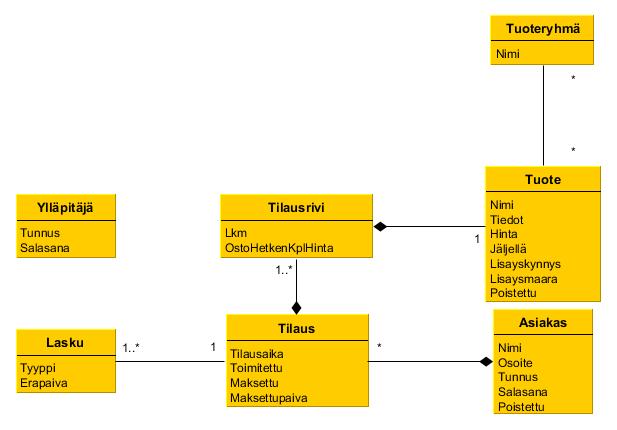 Tuoteryhmä
Nimi
*
*
Tuote
Nimi
Tiedot
Hinta
Jäljellä
Lisayskynnys
Lisaysmaara
Poistettu
Ylläpitäjä
Tunnus
Salasana
Tilausrivi
Lkm
OstoHetkenKplHinta
1
1..*
Tilaus
Tilausaika
Toimitettu
Maksettu
Maksettupaiva
Lasku
Tyyppi
Erapaiva
1..*
1
*
Asiakas
Nimi
Osoite
Tunnus
Salasana
Poistettu